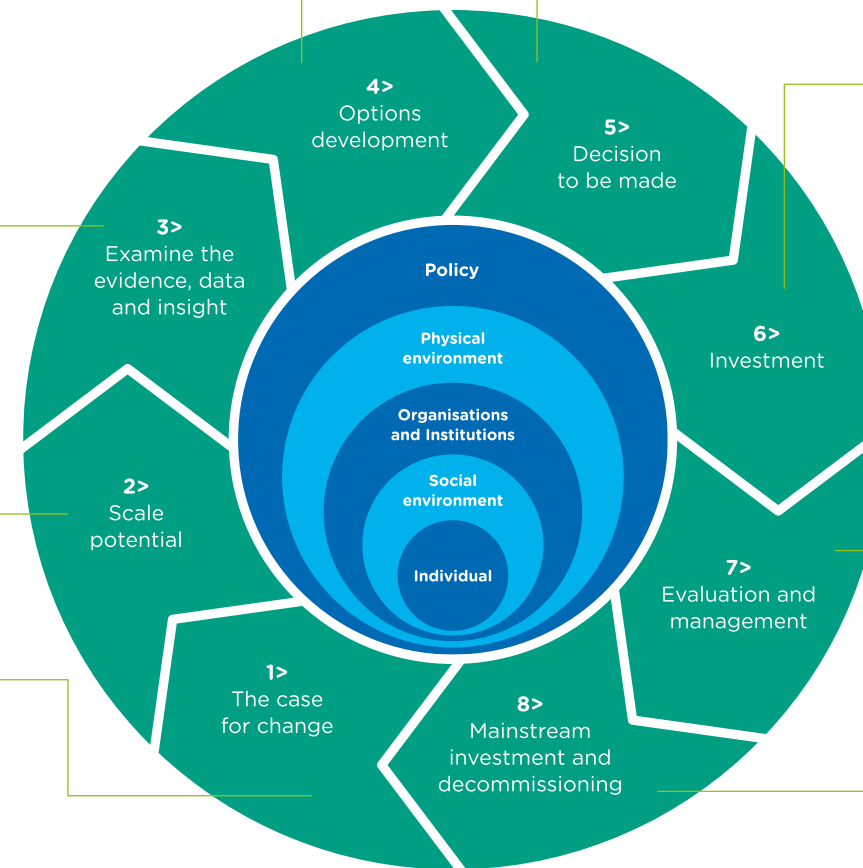 1>
The case
for change
2>
Scale
potential
3>
Examine the
evidence, data
and insight
4>
Options
development
5>
Decision
to be made
6>
Investment
7>
Evaluation and
management
8>
Mainstream
investment and
decommissioning
Policy
Physical
environment
Organisations
and Institutions
Social
environment
Individual